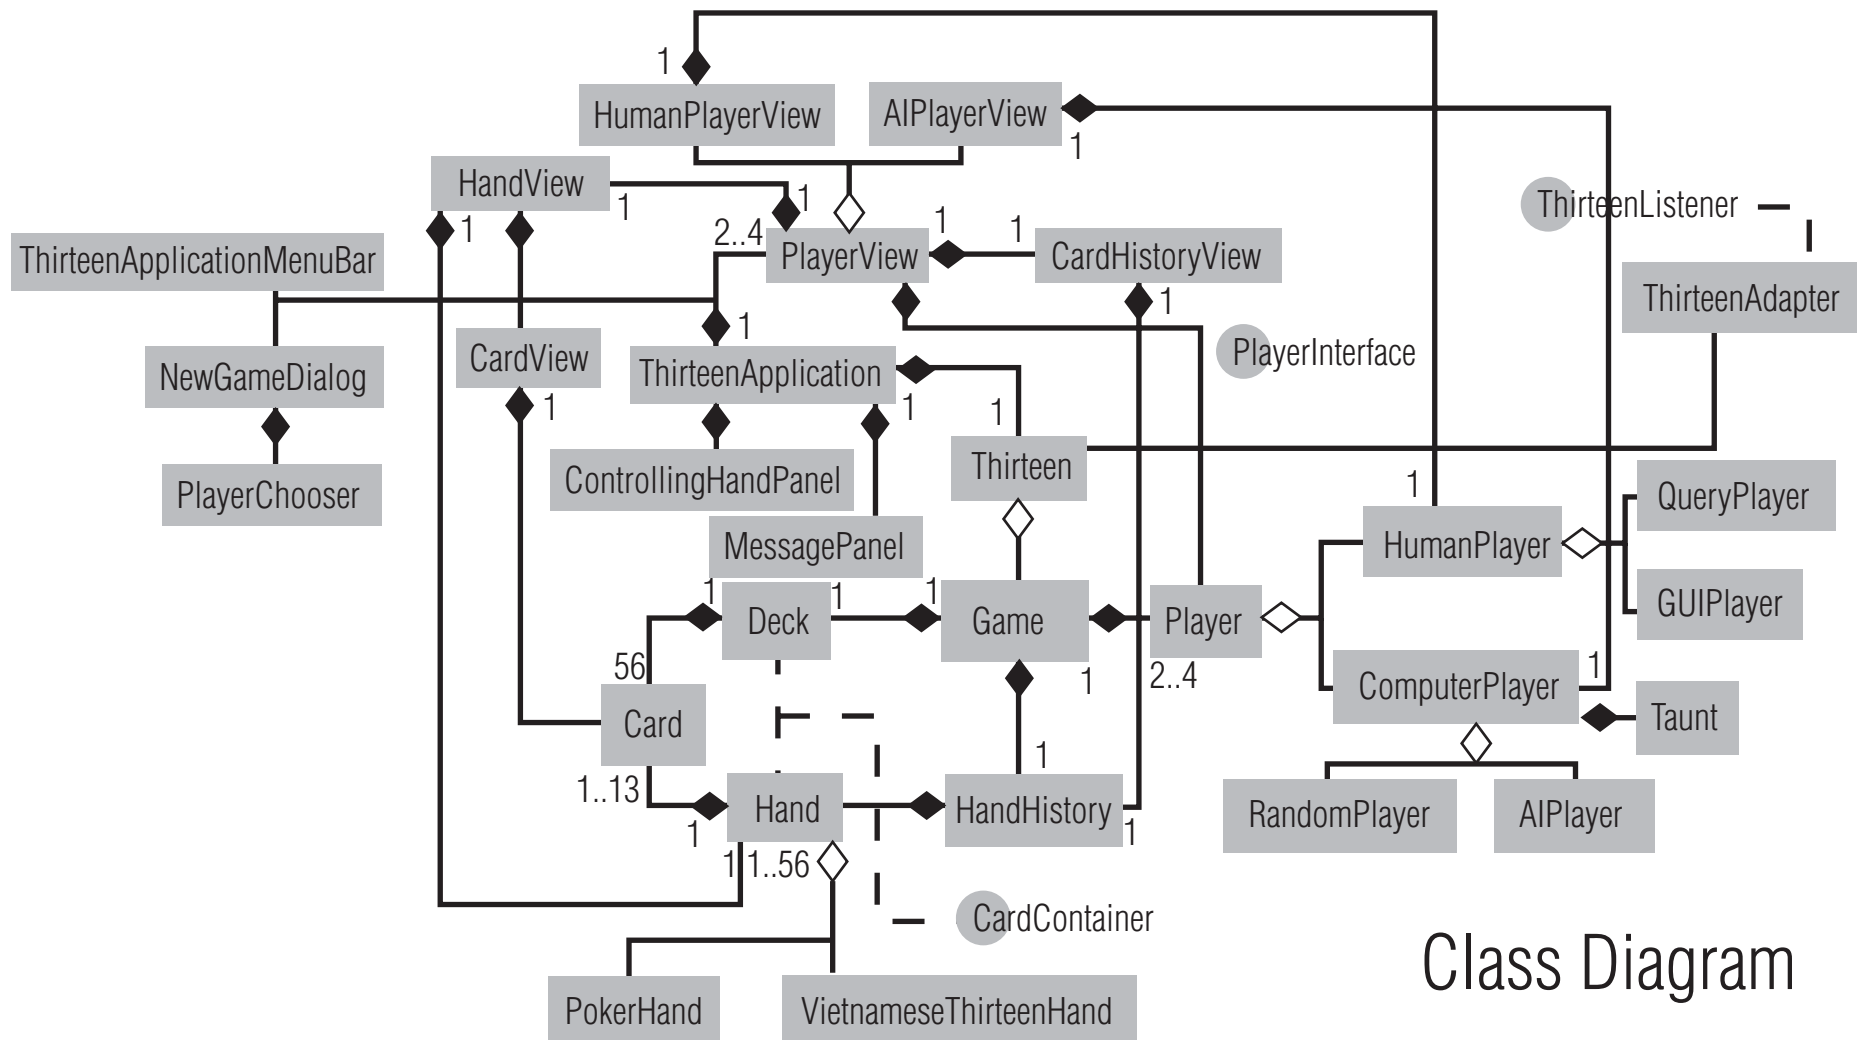 1
HumanPlayerView
AIPlayerView
1
HandView
1
1
1
ThirteenListener
2..4
1
1
ThirteenApplicationMenuBar
PlayerView
CardHistoryView
ThirteenAdapter
1
1
PlayerInterface
NewGameDialog
CardView
ThirteenApplication
1
1
1
PlayerChooser
ControllingHandPanel
Thirteen
1
QueryPlayer
MessagePanel
HumanPlayer
1
1
1
Deck
Game
Player
GUIPlayer
56
1
2..4
1
ComputerPlayer
Card
Taunt
1
1..13
Hand
HandHistory
RandomPlayer
AIPlayer
1
1
1
1..56
CardContainer
Class Diagram
PokerHand
VietnameseThirteenHand